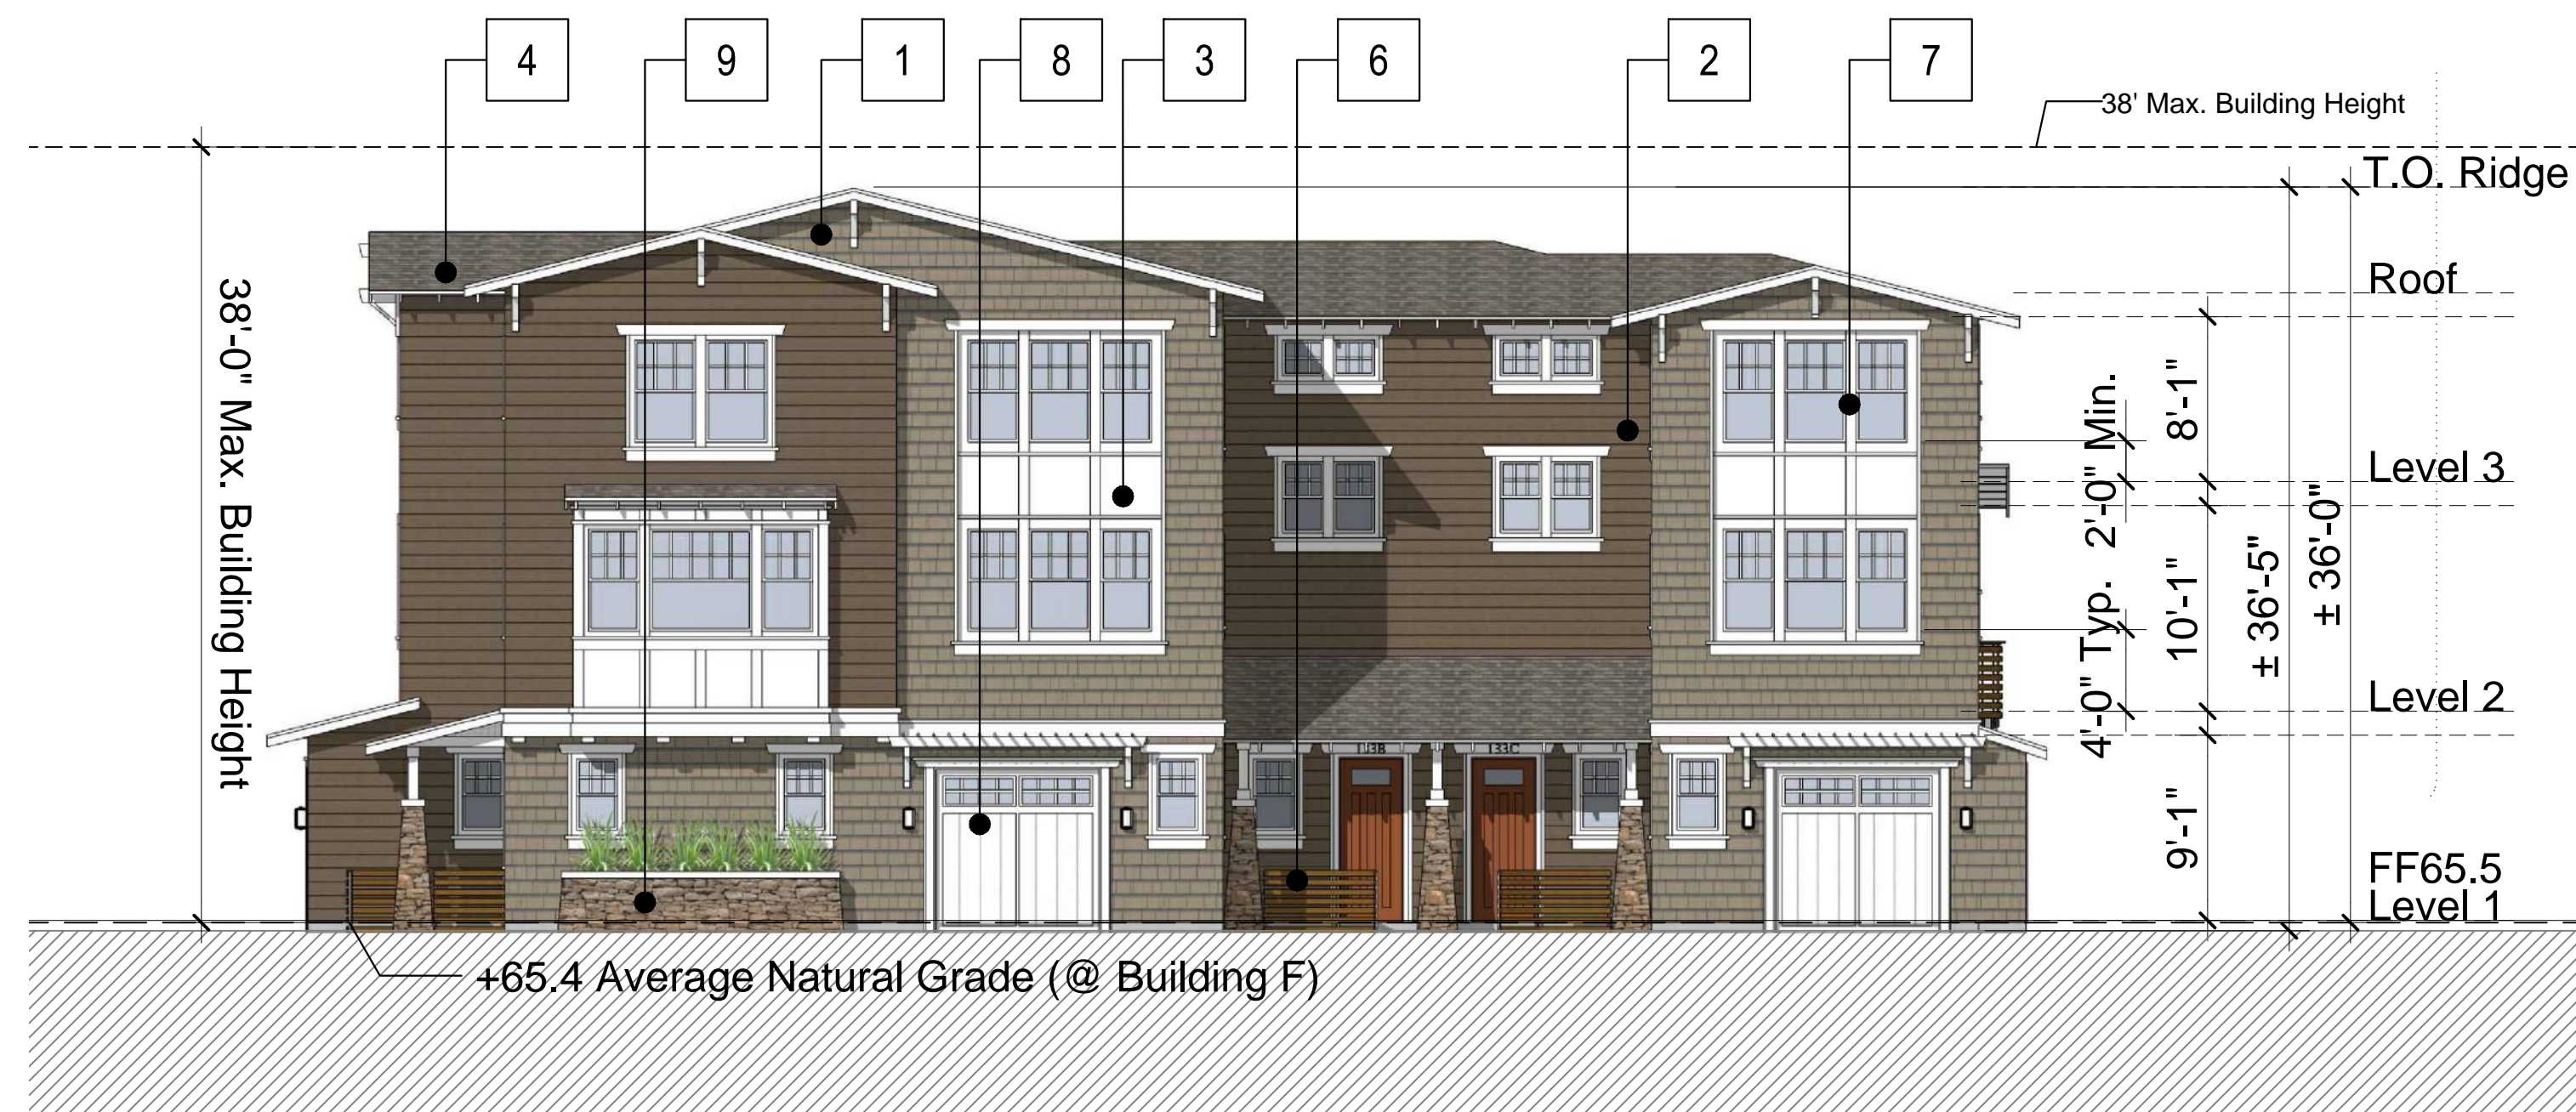 4
9
1
8
3
6
2
7
38' Max. Building Height
T.O. Ridge
Roof
38'-0" Max. Building Height
8'-1"
4'-0" Typ. 2'-0" Min.
Level 3
± 36'-0"
± 36'-5"
10'-1"
Level 2
133B
133C
9'-1"
FF65.5
Level 1
+65.4 Average Natural Grade (@ Building F)